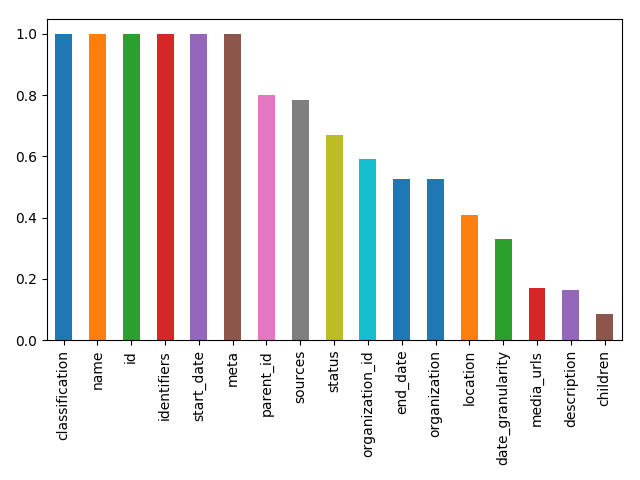 1.0
0.8
0.6
0.4
0.2
0.0
classification
name
id
identifiers
start_date
meta
parent_id
sources
status
organization_id
end_date
organization
location
date_granularity
media_urls
description
children